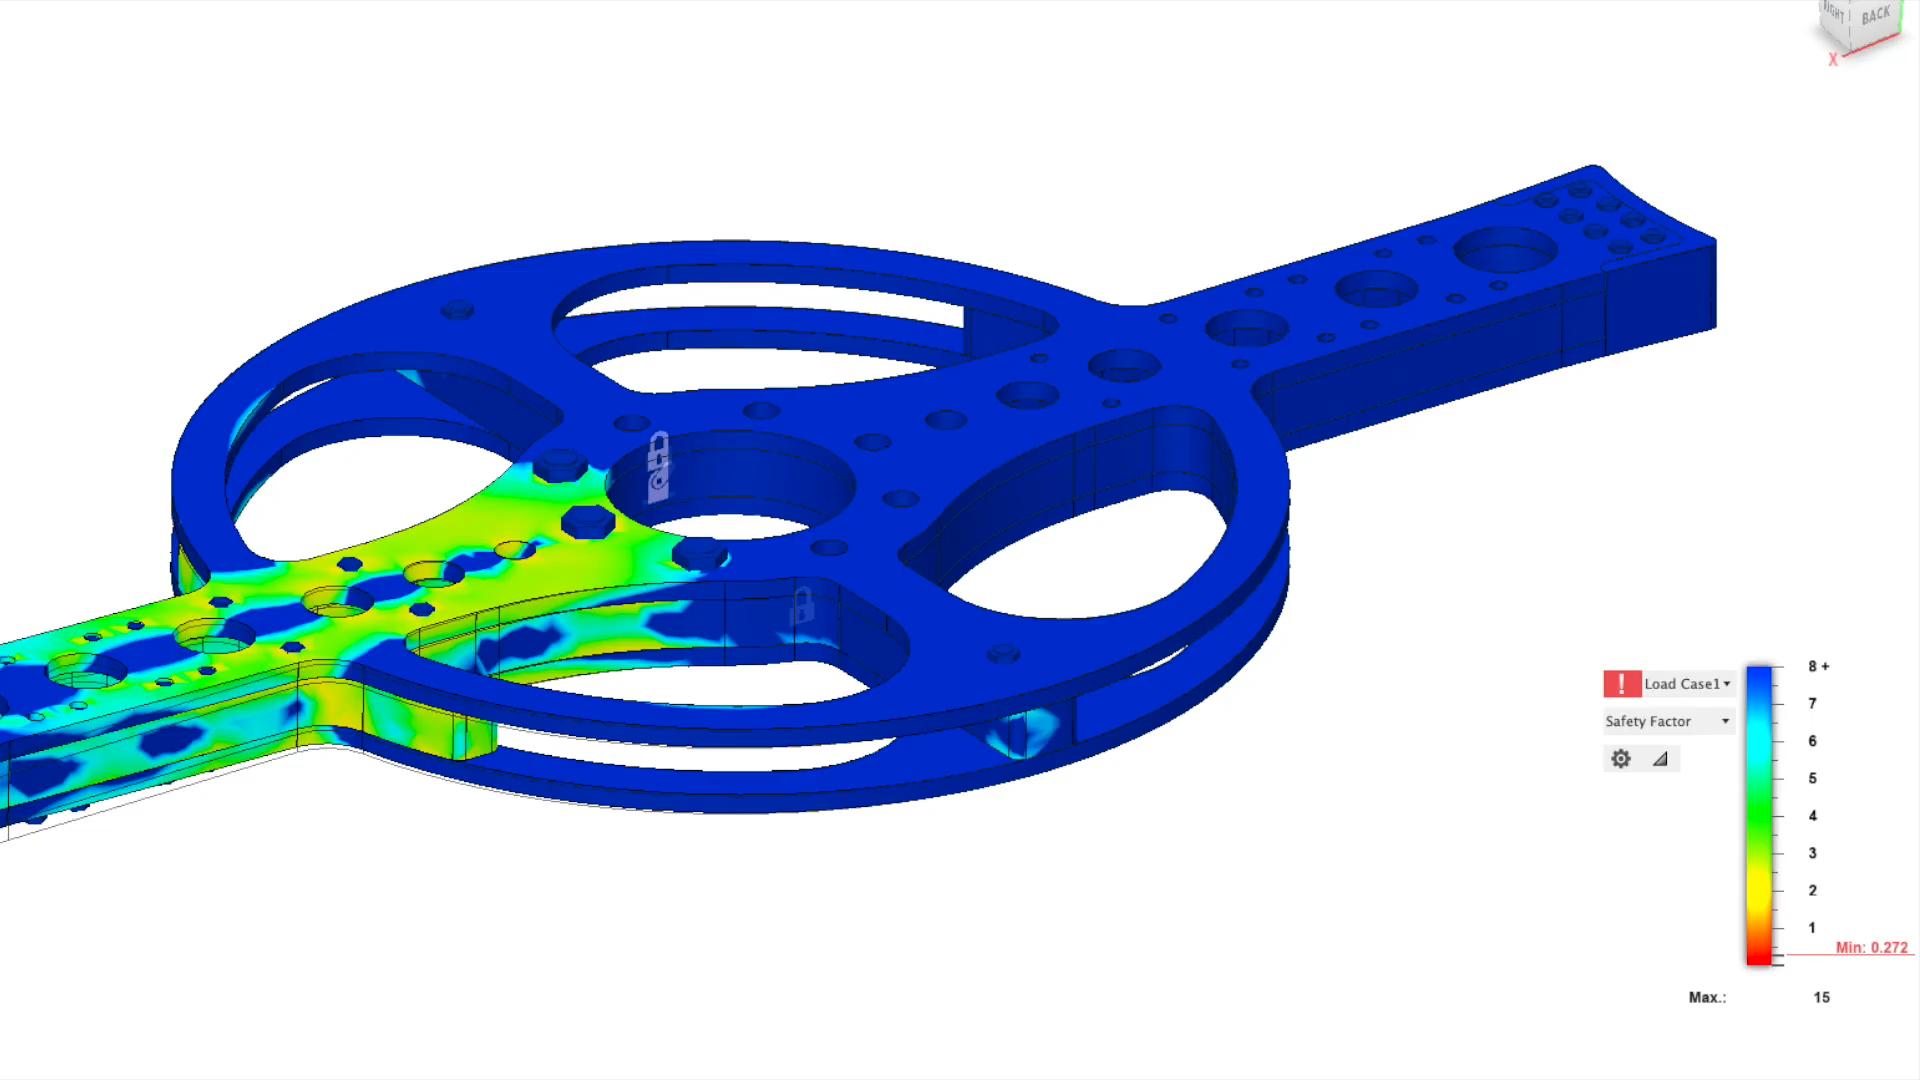 RIGHT
BACK
X
! Load Case1
Safety Factor
8 +
7
6
5
4
3
2
1
Min: 0.272
Max.: 15